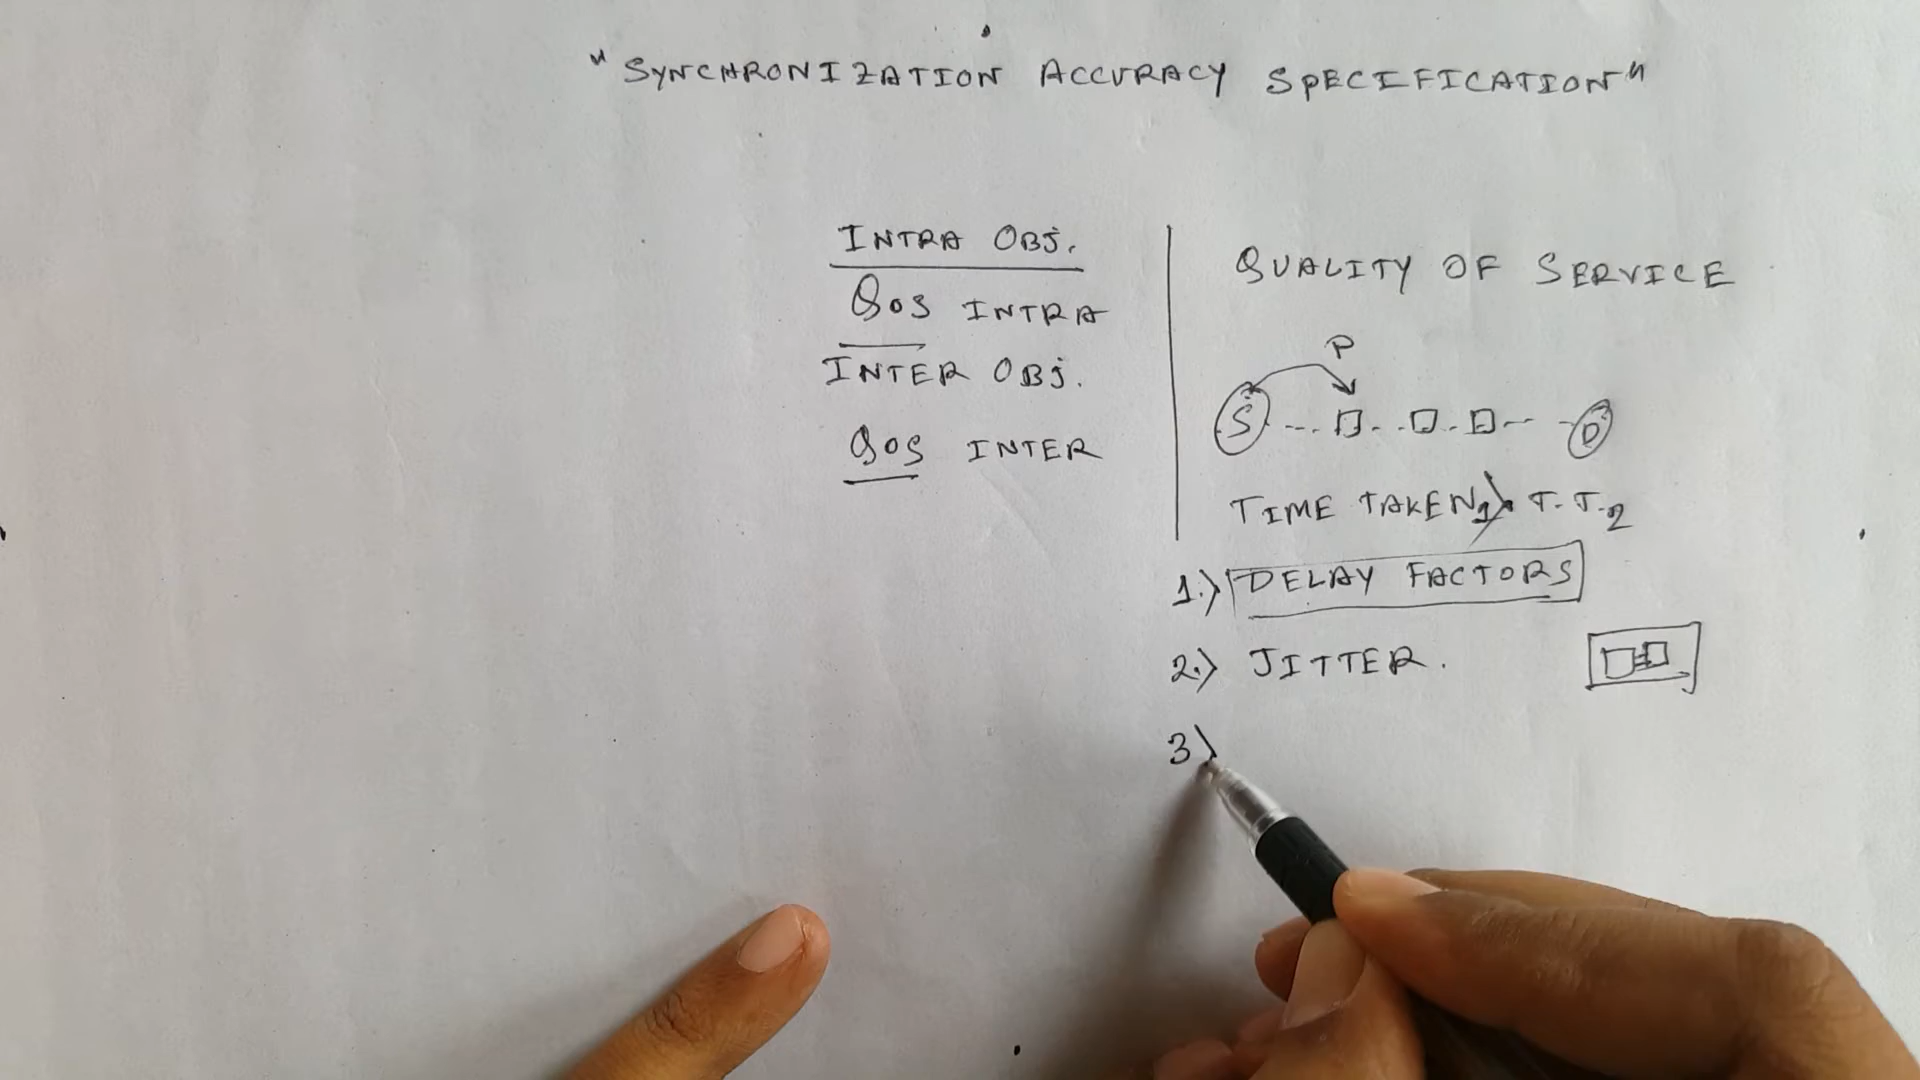 "SYNCHRONIZATION ACCURACY SPECIFICATION"
INTRA OBJ.
QOS INTRA
INTER OBJ.
QOS INTER
QUALITY OF SERVICE
P
S D
TIME TAKEN1 > T.T.2
1.) DELAY FACTORS
2.) JITTER.
3)